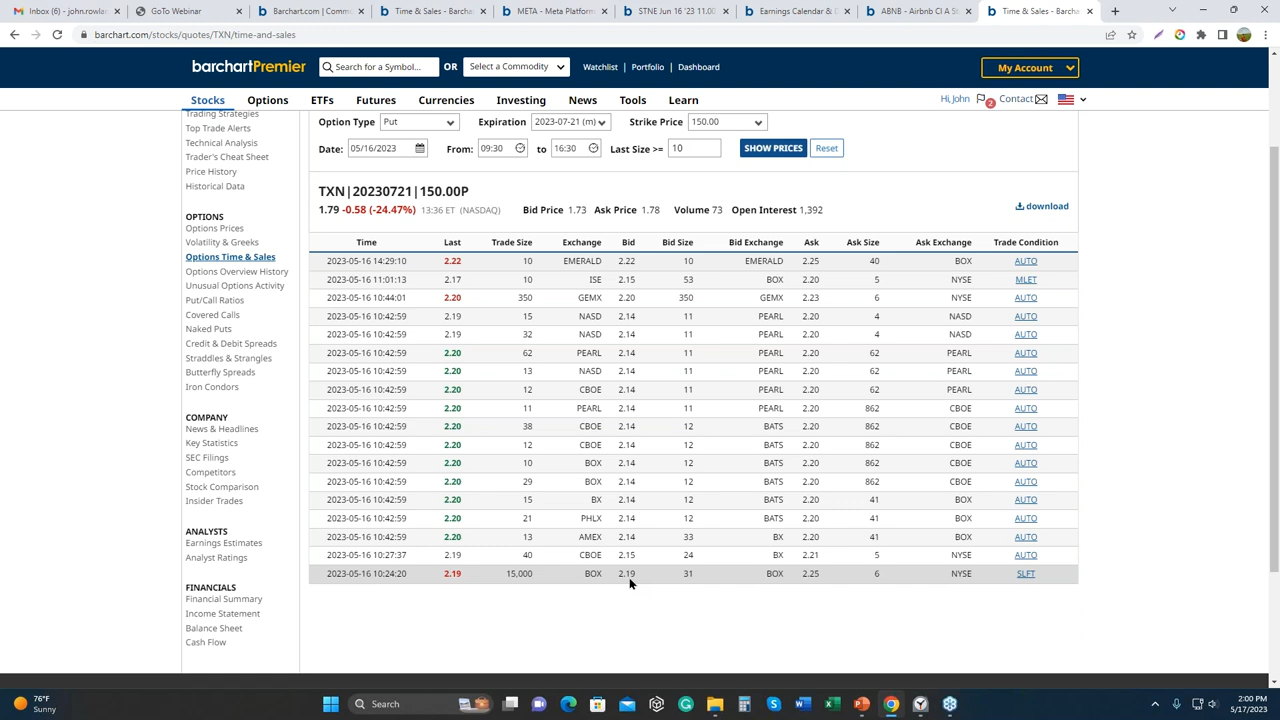 Inbox (6) - john.rowlan
GoTo Webinar
Barchart.com | Commo
Time & Sales - Barchart.
META - Meta Platform
STNE Jun 16 '23 11.00
Earnings Calendar & D
ABNB - Airbnb Cl A St
Time & Sales - Barchart.
barchart.com/stocks/quotes/TXN/time-and-sales
barchartPremier Search for a Symbol... OR Select a Commodity Watchlist Portfolio Dashboard My Account
Stocks Options ETFs Futures Currencies Investing News Tools Learn Hi, John 2 Contact
Trading Strategies
Top Trade Alerts
Technical Analysis
Trader's Cheat Sheet
Price History
Historical Data
OPTIONS
Options Prices
Volatility & Greeks
Options Time & Sales
Options Overview History
Unusual Options Activity
Put/Call Ratios
Covered Calls
Naked Puts
Credit & Debit Spreads
Straddles & Strangles
Butterfly Spreads
Iron Condors
COMPANY
News & Headlines
Key Statistics
SEC Filings
Competitors
Stock Comparison
Insider Trades
ANALYSTS
Earnings Estimates
Analyst Ratings
FINANCIALS
Financial Summary
Income Statement
Balance Sheet
Cash Flow
Option Type Put Expiration 2023-07-21 (m) Strike Price 150.00
Date: 05/16/2023 From: 09:30 to 16:30 Last Size >= 10 SHOW PRICES Reset
TXN|20230721|150.00P
1.79 -0.58 (-24.47%) 13:36 ET (NASDAQ) Bid Price 1.73 Ask Price 1.78 Volume 73 Open Interest 1,392 download
Time Last Trade Size Exchange Bid Bid Size Bid Exchange Ask Ask Size Ask Exchange Trade Condition
2023-05-16 14:29:10 2.22 10 EMERALD 2.22 10 EMERALD 2.25 40 BOX AUTO
2023-05-16 11:01:13 2.17 10 ISE 2.15 53 BOX 2.20 5 NYSE MLET
2023-05-16 10:44:01 2.20 350 GEMX 2.20 350 GEMX 2.23 6 NYSE AUTO
2023-05-16 10:42:59 2.19 15 NASD 2.14 11 PEARL 2.20 4 NASD AUTO
2023-05-16 10:42:59 2.19 32 NASD 2.14 11 PEARL 2.20 4 NASD AUTO
2023-05-16 10:42:59 2.20 62 PEARL 2.14 11 PEARL 2.20 62 PEARL AUTO
2023-05-16 10:42:59 2.20 13 NASD 2.14 11 PEARL 2.20 62 PEARL AUTO
2023-05-16 10:42:59 2.20 12 CBOE 2.14 11 PEARL 2.20 62 PEARL AUTO
2023-05-16 10:42:59 2.20 11 PEARL 2.14 11 PEARL 2.20 862 CBOE AUTO
2023-05-16 10:42:59 2.20 38 CBOE 2.14 12 BATS 2.20 862 CBOE AUTO
2023-05-16 10:42:59 2.20 12 CBOE 2.14 12 BATS 2.20 862 CBOE AUTO
2023-05-16 10:42:59 2.20 10 BOX 2.14 12 BATS 2.20 862 CBOE AUTO
2023-05-16 10:42:59 2.20 29 BOX 2.14 12 BATS 2.20 862 CBOE AUTO
2023-05-16 10:42:59 2.20 15 BX 2.14 12 BATS 2.20 41 BOX AUTO
2023-05-16 10:42:59 2.20 21 PHLX 2.14 12 BATS 2.20 41 BOX AUTO
2023-05-16 10:42:59 2.20 13 AMEX 2.14 33 BX 2.20 41 BOX AUTO
2023-05-16 10:27:37 2.19 40 CBOE 2.15 24 BX 2.21 5 NYSE AUTO
2023-05-16 10:24:20 2.19 15,000 BOX 2.19 31 BOX 2.25 6 NYSE SLFT
76°F
Sunny
Search
2:00 PM
5/17/2023